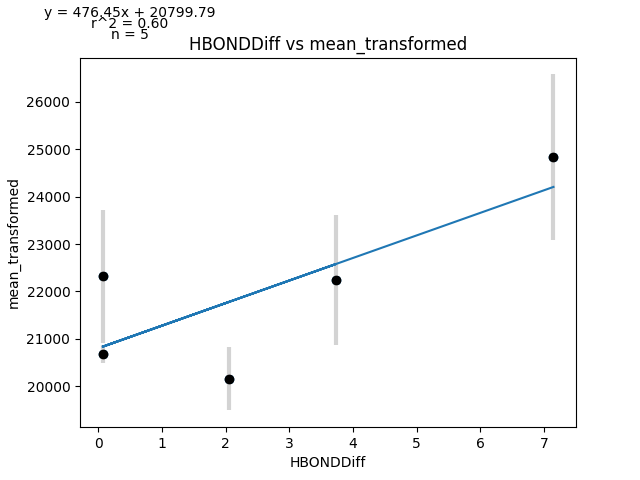 y = 476.45x + 20799.79
r^2 = 0.60
n = 5
HBONDDiff vs mean_transformed
mean_transformed
26000
25000
24000
23000
22000
21000
20000
0 1 2 3 4 5 6 7
HBONDDiff